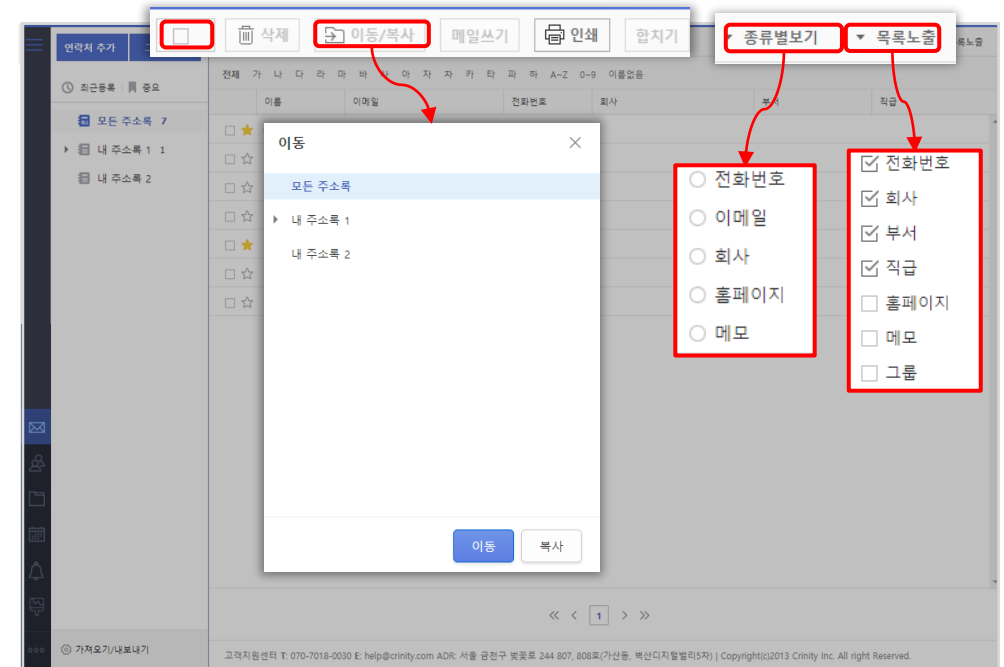 삭제 이동/복사 메일쓰기 인쇄 합치기
종류별보기 목록노출
록노출
연락처 추가
최근등록 중요
모든 주소록 7
내 주소록 1 1
내 주소록 2
전체 가 나 다 라 마 바 사 아 자 차 카 타 파 하 A~Z 0~9 이름없음
이름 이메일 전화번호 회사 부서 직급
이동
모든 주소록
내 주소록 1
내 주소록 2
이동 복사
전화번호
이메일
회사
홈페이지
메모
전화번호
회사
부서
직급
홈페이지
메모
그룹
1
가져오기/내보내기
고객지원센터 T: 070-7018-0030 E: help@crinity.com ADR: 서울 금천구 벚꽃로 244 807, 808호(가산동, 벽산디지털밸리5차) | Copyright(c)2013 Crinity Inc. All right Reserved.